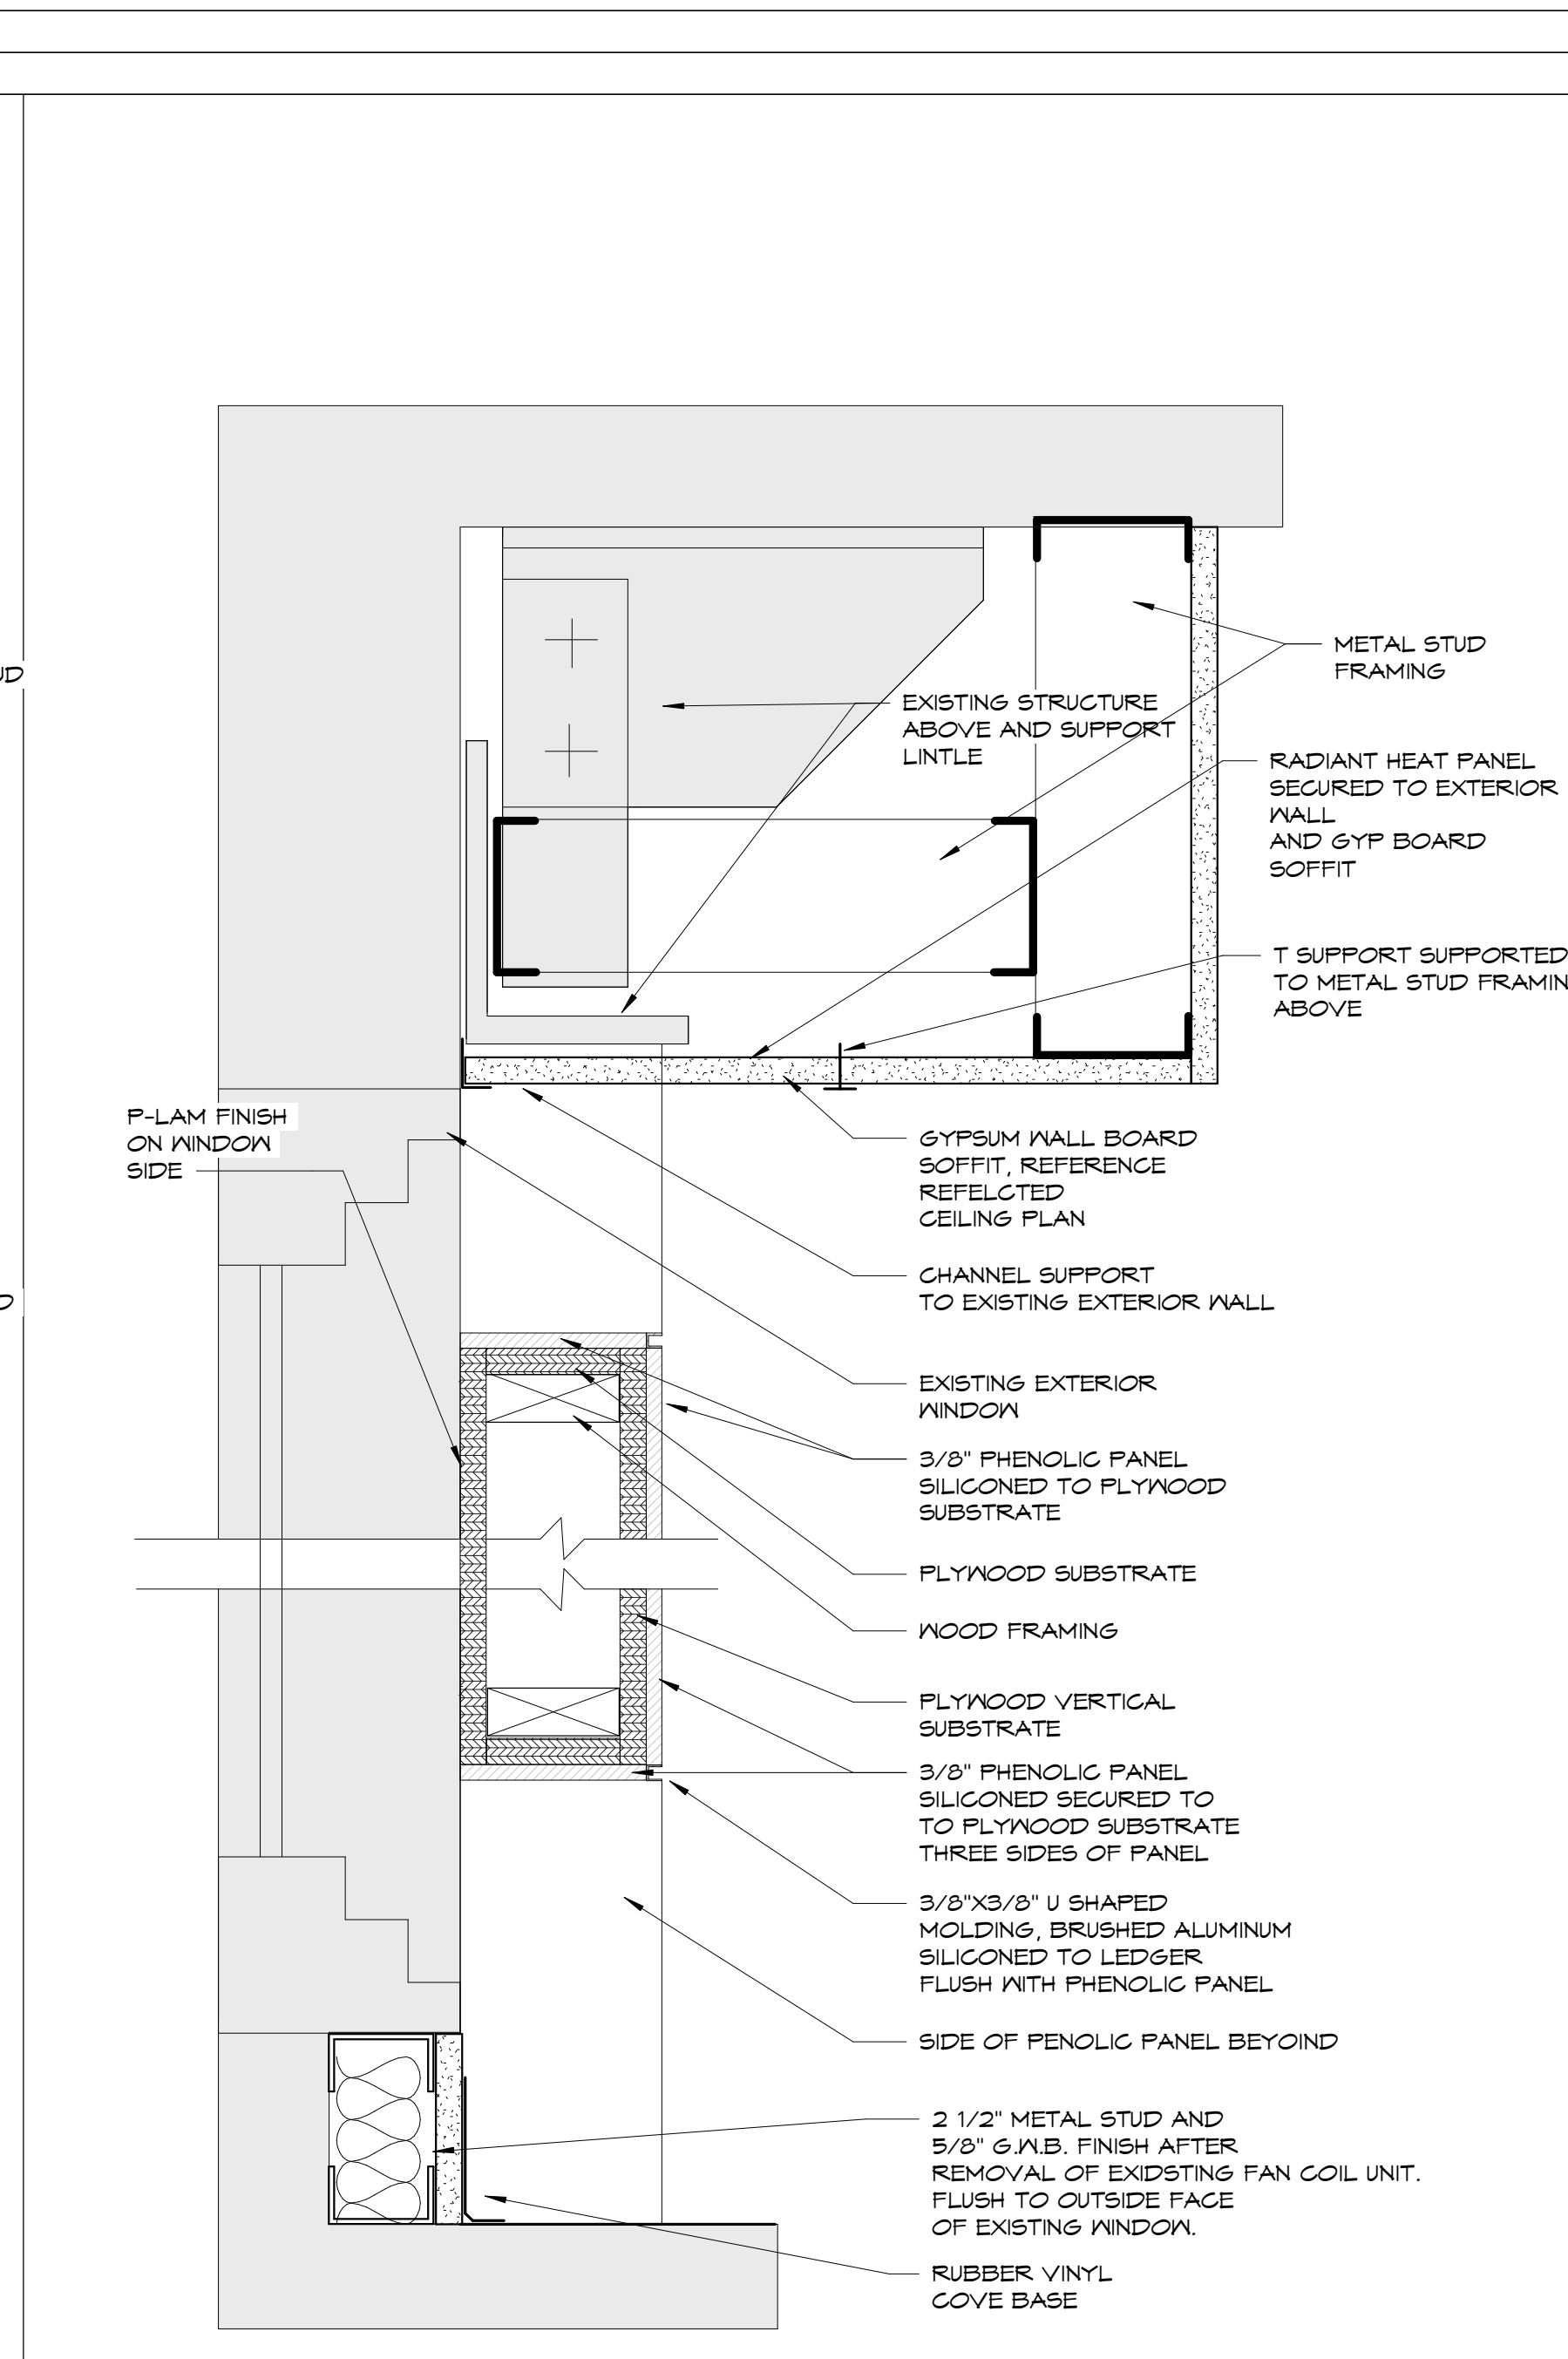 METAL STUD
FRAMING
EXISTING STRUCTURE
ABOVE AND SUPPORT
LINTLE
RADIANT HEAT PANEL
SECURED TO EXTERIOR
WALL
AND GYP BOARD
SOFFIT
T SUPPORT SUPPORTED
TO METAL STUD FRAMIN
ABOVE
P-LAM FINISH
ON WINDOW
SIDE
GYPSUM WALL BOARD
SOFFIT, REFERENCE
REFELCTED
CEILING PLAN
CHANNEL SUPPORT
TO EXISTING EXTERIOR WALL
EXISTING EXTERIOR
WINDOW
3/8" PHENOLIC PANEL
SILICONED TO PLYWOOD
SUBSTRATE
PLYWOOD SUBSTRATE
WOOD FRAMING
PLYWOOD VERTICAL
SUBSTRATE
3/8" PHENOLIC PANEL
SILICONED SECURED TO
TO PLYWOOD SUBSTRATE
THREE SIDES OF PANEL
3/8"X3/8" U SHAPED
MOLDING, BRUSHED ALUMINUM
SILICONED TO LEDGER
FLUSH WITH PHENOLIC PANEL
SIDE OF PENOLIC PANEL BEYOIND
2 1/2" METAL STUD AND
5/8" G.W.B. FINISH AFTER
REMOVAL OF EXIDSTING FAN COIL UNIT.
FLUSH TO OUTSIDE FACE
OF EXISTING WINDOW.
RUBBER VINYL
COVE BASE